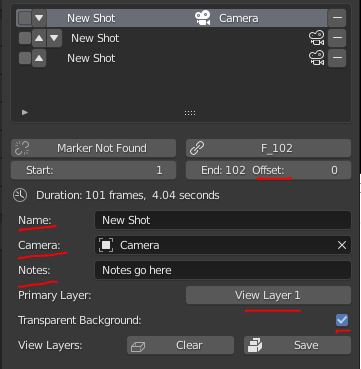 New Shot Camera
New Shot
New Shot
Marker Not Found F_102
Start: 1 End: 102 Offset: 0
Duration: 101 frames, 4.04 seconds
Name: New Shot
Camera: Camera
Notes: Notes go here
Primary Layer: View Layer 1
Transparent Background:
View Layers: Clear Save